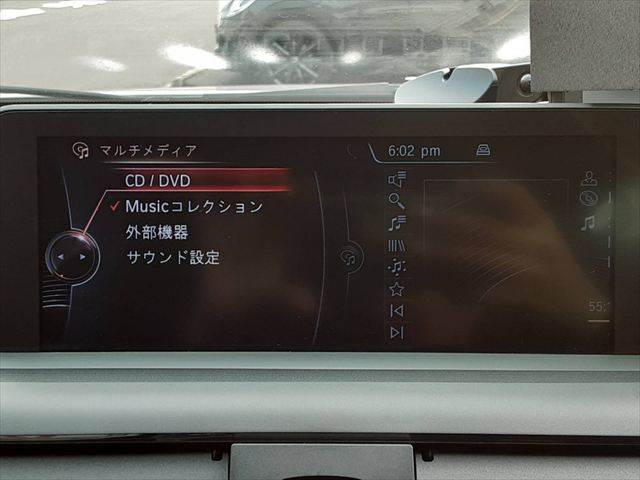 マルチメディア
6:02 pm
CD / DVD
Musicコレクション
外部機器
サウンド設定
55: